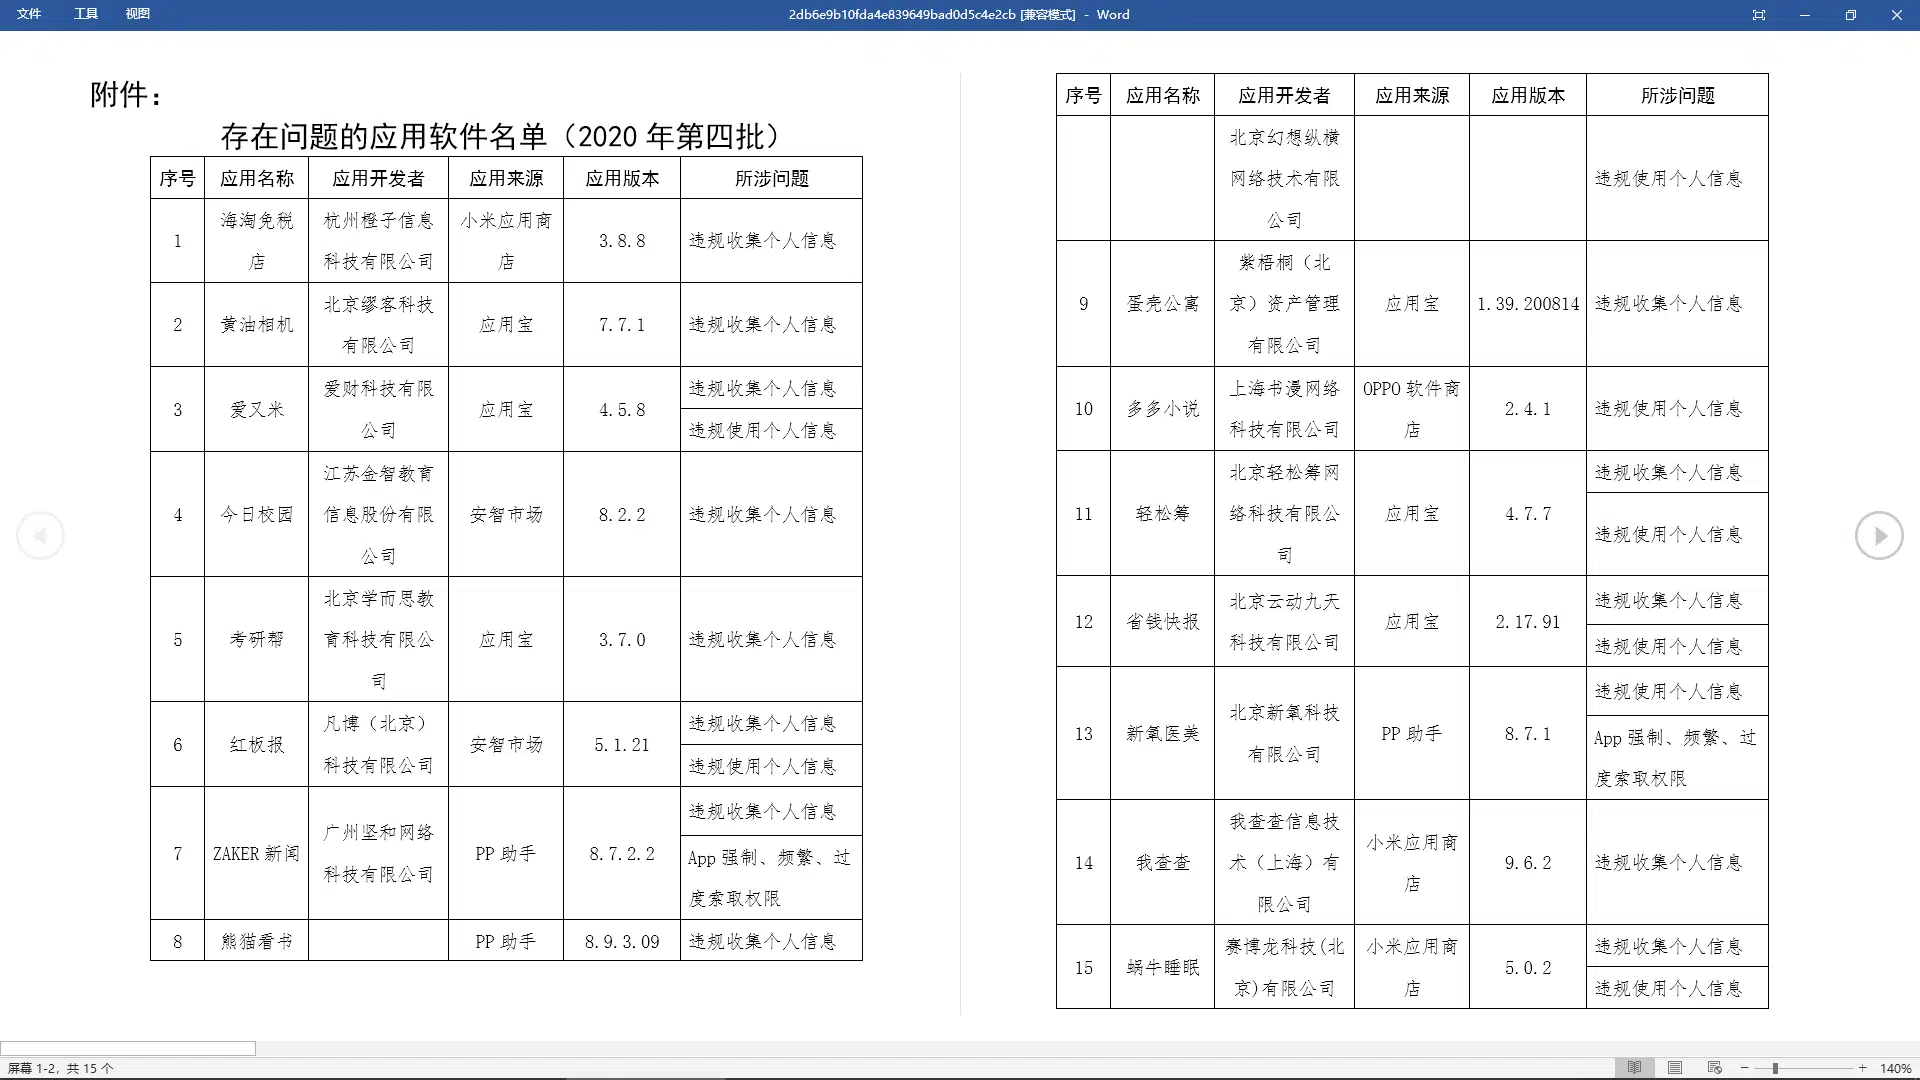 文件 工具 视图
2db6e9b10fda4e839649bad0d5c4e2cb [兼容模式] - Word
附件：
存在问题的应用软件名单（2020 年第四批）
序号 应用名称 应用开发者 应用来源 应用版本 所涉问题
1 海淘免税店 杭州橙子信息科技有限公司 小米应用商店 3.8.8 违规收集个人信息
2 黄油相机 北京缪客科技有限公司 应用宝 7.7.1 违规收集个人信息
3 爱又米 爱财科技有限公司 应用宝 4.5.8 违规收集个人信息
违规使用个人信息
4 今日校园 江苏金智教育信息股份有限公司 安智市场 8.2.2 违规收集个人信息
5 考研帮 北京学而思教育科技有限公司 应用宝 3.7.0 违规收集个人信息
6 红板报 凡博（北京）科技有限公司 安智市场 5.1.21 违规收集个人信息
违规使用个人信息
7 ZAKER 新闻 广州坚和网络科技有限公司 PP 助手 8.7.2.2 违规收集个人信息
App 强制、频繁、过度索取权限
8 熊猫看书 PP 助手 8.9.3.09 违规收集个人信息
序号 应用名称 应用开发者 应用来源 应用版本 所涉问题
北京幻想纵横网络技术有限公司 违规使用个人信息
9 蛋壳公寓 紫梧桐（北京）资产管理有限公司 应用宝 1.39.200814 违规收集个人信息
10 多多小说 上海书漫网络科技有限公司 OPPO 软件商店 2.4.1 违规使用个人信息
11 轻松筹 北京轻松筹网络科技有限公司 应用宝 4.7.7 违规收集个人信息
违规使用个人信息
12 省钱快报 北京云动九天科技有限公司 应用宝 2.17.91 违规收集个人信息
违规使用个人信息
13 新氧医美 北京新氧科技有限公司 PP 助手 8.7.1 违规使用个人信息
App 强制、频繁、过度索取权限
14 我查查 我查查信息技术（上海）有限公司 小米应用商店 9.6.2 违规收集个人信息
15 蜗牛睡眠 赛博龙科技(北京)有限公司 小米应用商店 5.0.2 违规收集个人信息
违规使用个人信息
屏幕 1-2，共 15 个
140%